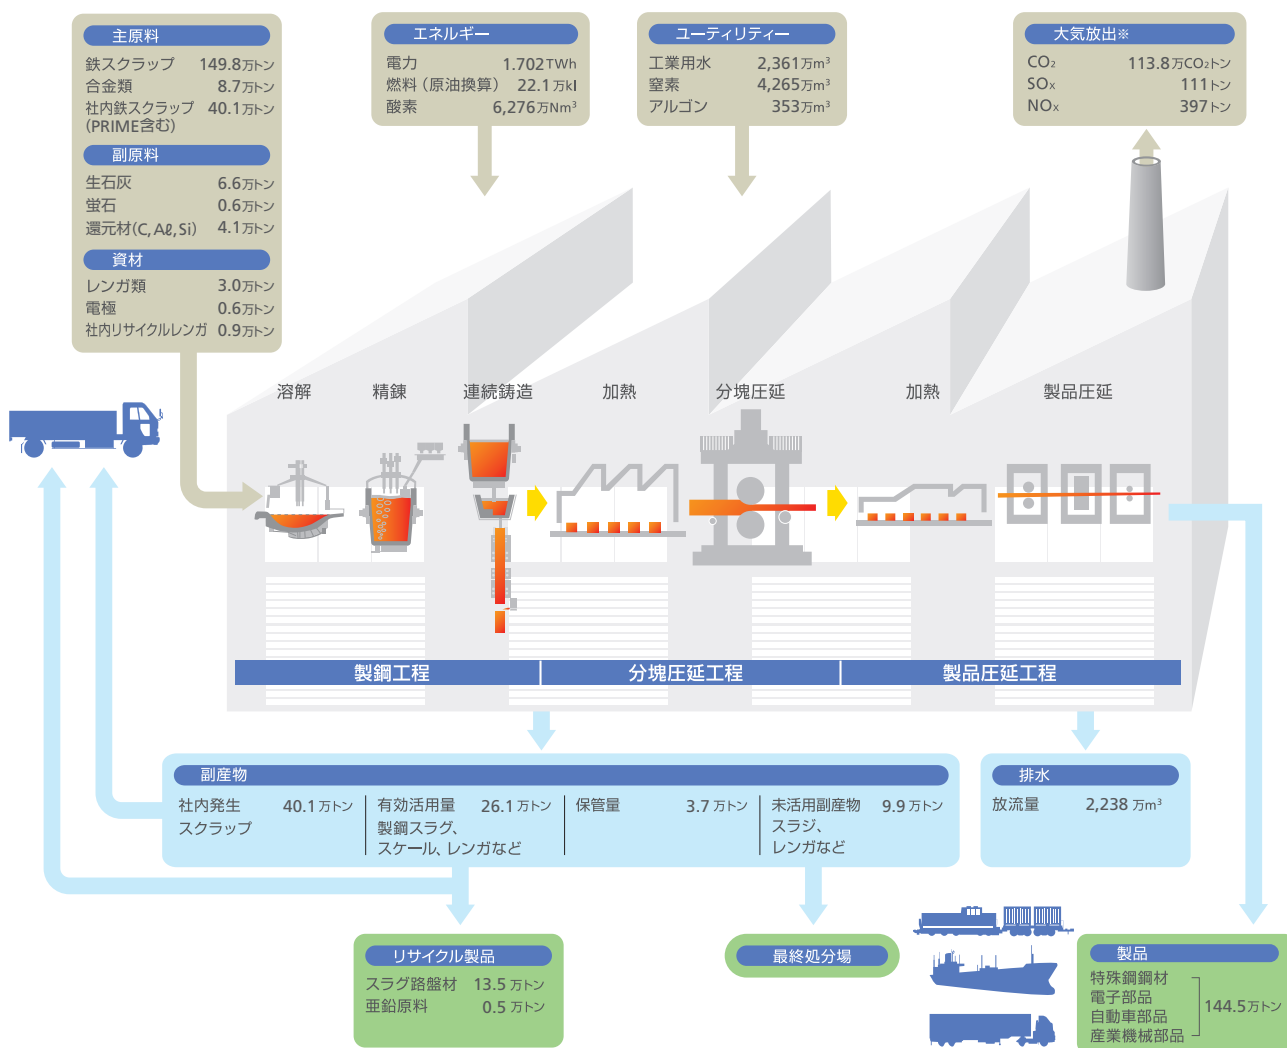 主原料
鉄スクラップ 149.8万トン
合金類 8.7万トン
社内鉄スクラップ 40.1万トン
(PRIME含む)
副原料
生石灰 6.6万トン
蛍石 0.6万トン
還元材(C,Aℓ,Si) 4.1万トン
資材
レンガ類 3.0万トン
電極 0.6万トン
社内リサイクルレンガ 0.9万トン
エネルギー
電力 1.702TWh
燃料（原油換算） 22.1万kl
酸素 6,276万Nm³
ユーティリティー
工業用水 2,361万m³
窒素 4,265万m³
アルゴン 353万m³
大気放出※
CO₂ 113.8万CO₂トン
SOx 111トン
NOx 397トン
溶解 精錬 連続鋳造 加熱 分塊圧延 加熱 製品圧延
製鋼工程 分塊圧延工程 製品圧延工程
副産物
社内発生 40.1万トン
スクラップ
有効活用量 26.1万トン
製鋼スラグ、
スケール、レンガなど
保管量 3.7万トン
未活用副産物 9.9万トン
スラジ、
レンガなど
排水
放流量 2,238 万m³
リサイクル製品
スラグ路盤材 13.5万トン
亜鉛原料 0.5万トン
最終処分場
製品
特殊鋼鋼材
電子部品
自動車部品
産業機械部品
144.5万トン